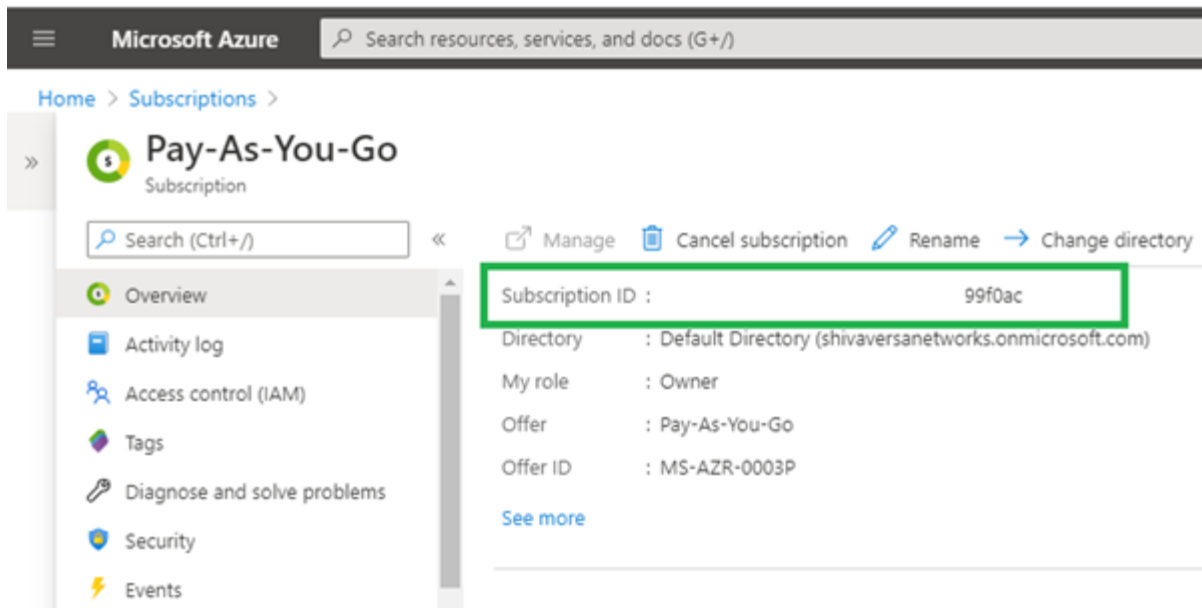 Microsoft Azure
Search resources, services, and docs (G+/)
Home > Subscriptions >
Pay-As-You-Go
Subscription
Search (Ctrl+/)
Manage
Cancel subscription
Rename
Change directory
Overview
Activity log
Access control (IAM)
Tags
Diagnose and solve problems
Security
Events
Subscription ID : 99f0ac
Directory : Default Directory (shivaversanetworks.onmicrosoft.com)
My role : Owner
Offer : Pay-As-You-Go
Offer ID : MS-AZR-0003P
See more